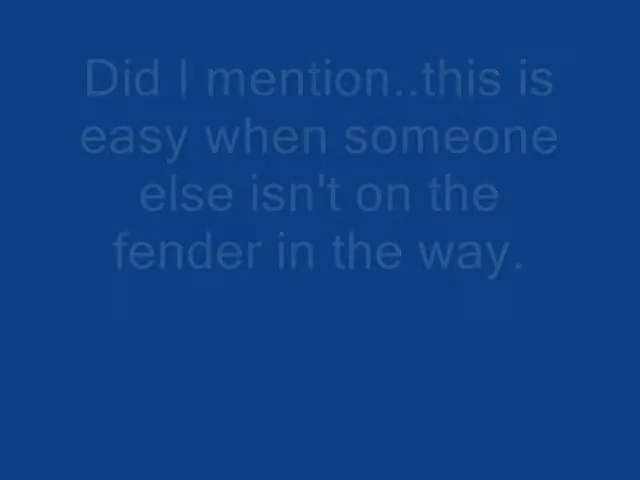 Did I mention..this is
easy when someone
else isn't on the
fender in the way.